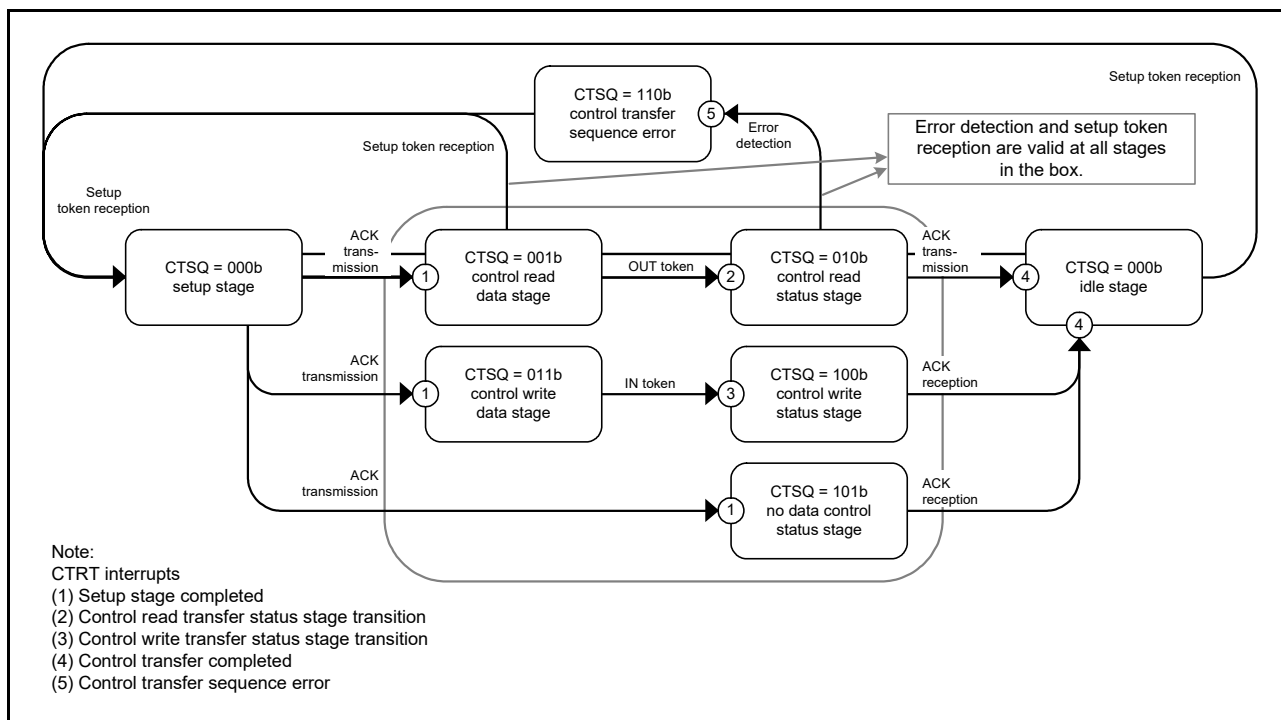 Setup token reception
CTSQ = 110b
control transfer
sequence error
5
Error
detection
Setup token reception
Error detection and setup token
reception are valid at all stages
in the box.
Setup
token reception
CTSQ = 000b
setup stage
ACK
trans-
mission
1
CTSQ = 001b
control read
data stage
OUT token
2
CTSQ = 010b
control read
status stage
ACK
trans-
mission
4
CTSQ = 000b
idle stage
4
ACK
transmission
1
CTSQ = 011b
control write
data stage
IN token
3
CTSQ = 100b
control write
status stage
ACK
reception
ACK
transmission
1
CTSQ = 101b
no data control
status stage
ACK
reception
Note:
CTRT interrupts
(1) Setup stage completed
(2) Control read transfer status stage transition
(3) Control write transfer status stage transition
(4) Control transfer completed
(5) Control transfer sequence error